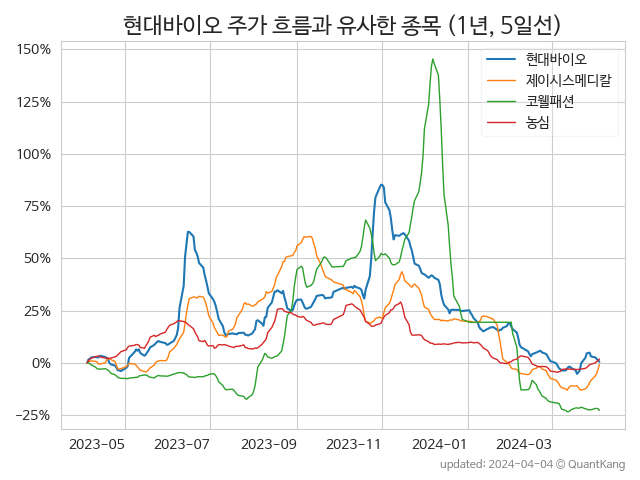 현대바이오 주가 흐름과 유사한 종목 (1년, 5일선)
150%
125%
100%
75%
50%
25%
0%
−25%
현대바이오
제이시스메디칼
코웰패션
농심
2023-05
2023-07
2023-09
2023-11
2024-01
2024-03
updated: 2024-04-04 © QuantKang